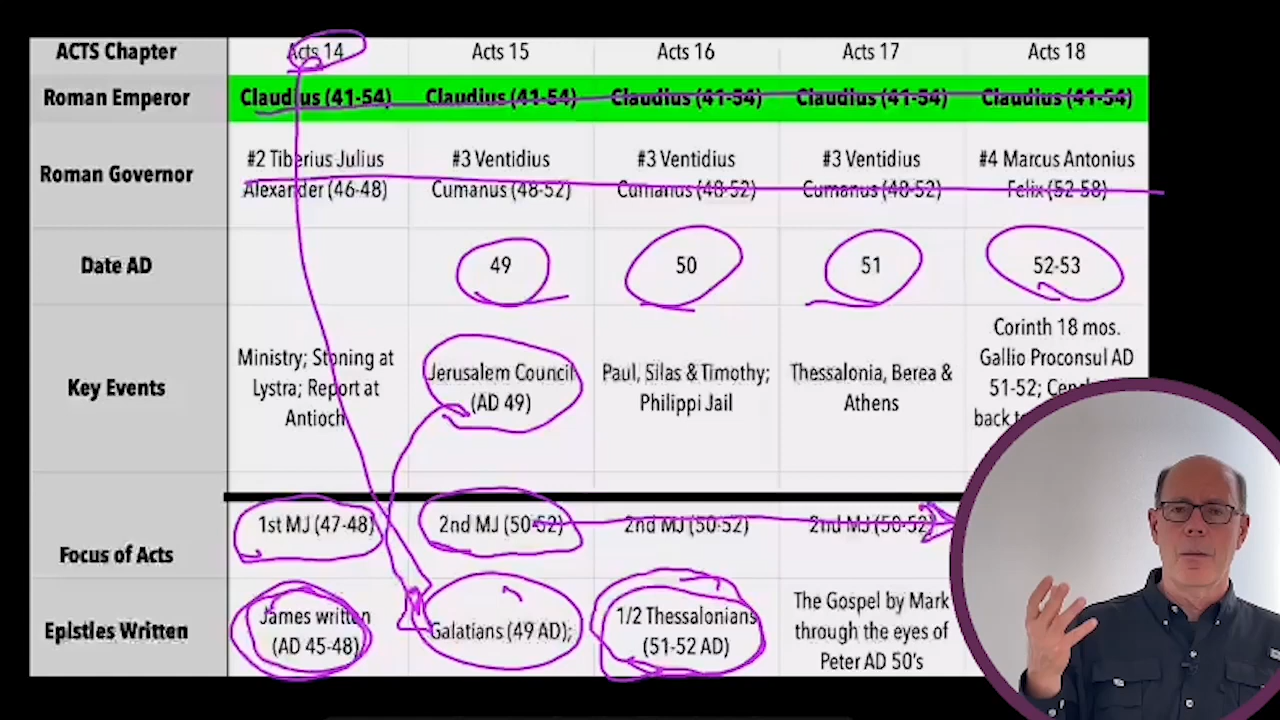 ACTS Chapter Acts 14 Acts 15 Acts 16 Acts 17 Acts 18
Roman Emperor Claudius (41-54) Claudius (41-54) Claudius (41-54) Claudius (41-54) Claudius (41-54)
Roman Governor
#2 Tiberius Julius
Alexander (46-48)
#3 Ventidius
Cumanus (48-52)
#3 Ventidius
Cumanus (48-52)
#3 Ventidius
Cumanus (48-52)
#4 Marcus Antonius
Felix (52-58)
Date AD 49 50 51 52-53
Key Events
Ministry; Stoning at
Lystra; Report at
Antioch
Jerusalem Council
(AD 49)
Paul, Silas & Timothy;
Philippi Jail
Thessalonia, Berea &
Athens
Corinth 18 mos.
Gallio Proconsul AD
51-52;
back
Focus of Acts
1st MJ (47-48)
2nd MJ (50-52)
2nd MJ (50-52)
2nd MJ (50-52)
Epistles Written
James written
(AD 45-48)
Galatians (49 AD);
1/2 Thessalonians
(51-52 AD)
The Gospel by Mark
through the eyes of
Peter AD 50's